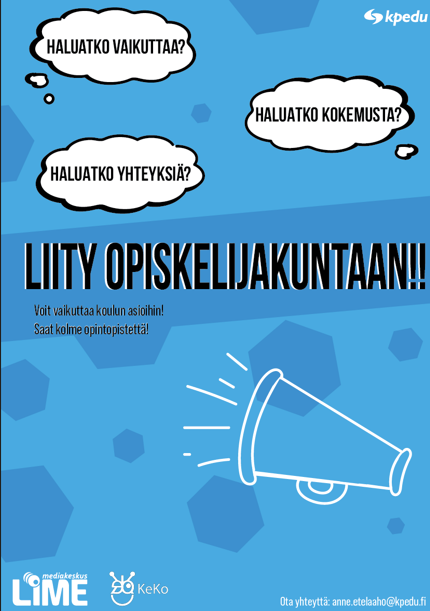 kpedu
HALUATKO VAIKUTTAA?
HALUATKO KOKEMUSTA?
HALUATKO YHTEYKSIÄ?
LIITY OPISKELIJAKUNTAAN!!
Voit vaikuttaa koulun asioihin!
Saat kolme opintopistettä!
mediakeskus
LIME
KeKo
Ota yhteyttä: anne.etelaaho@kpedu.fi